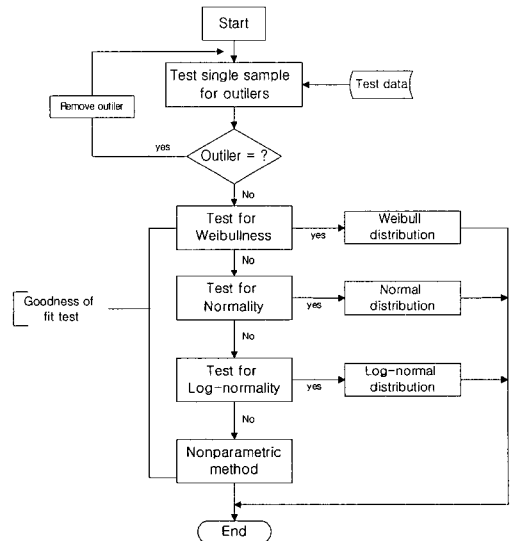 Start
Test single sample
for outilers
Test data
Remove outiler
yes
Outiler = ?
No
Test for
Weibullness
yes
Weibull
distribution
No
Goodness of
fit test
Test for
Normality
yes
Normal
distribution
No
Test for
Log-normality
yes
Log-normal
distribution
No
Nonparametric
method
End